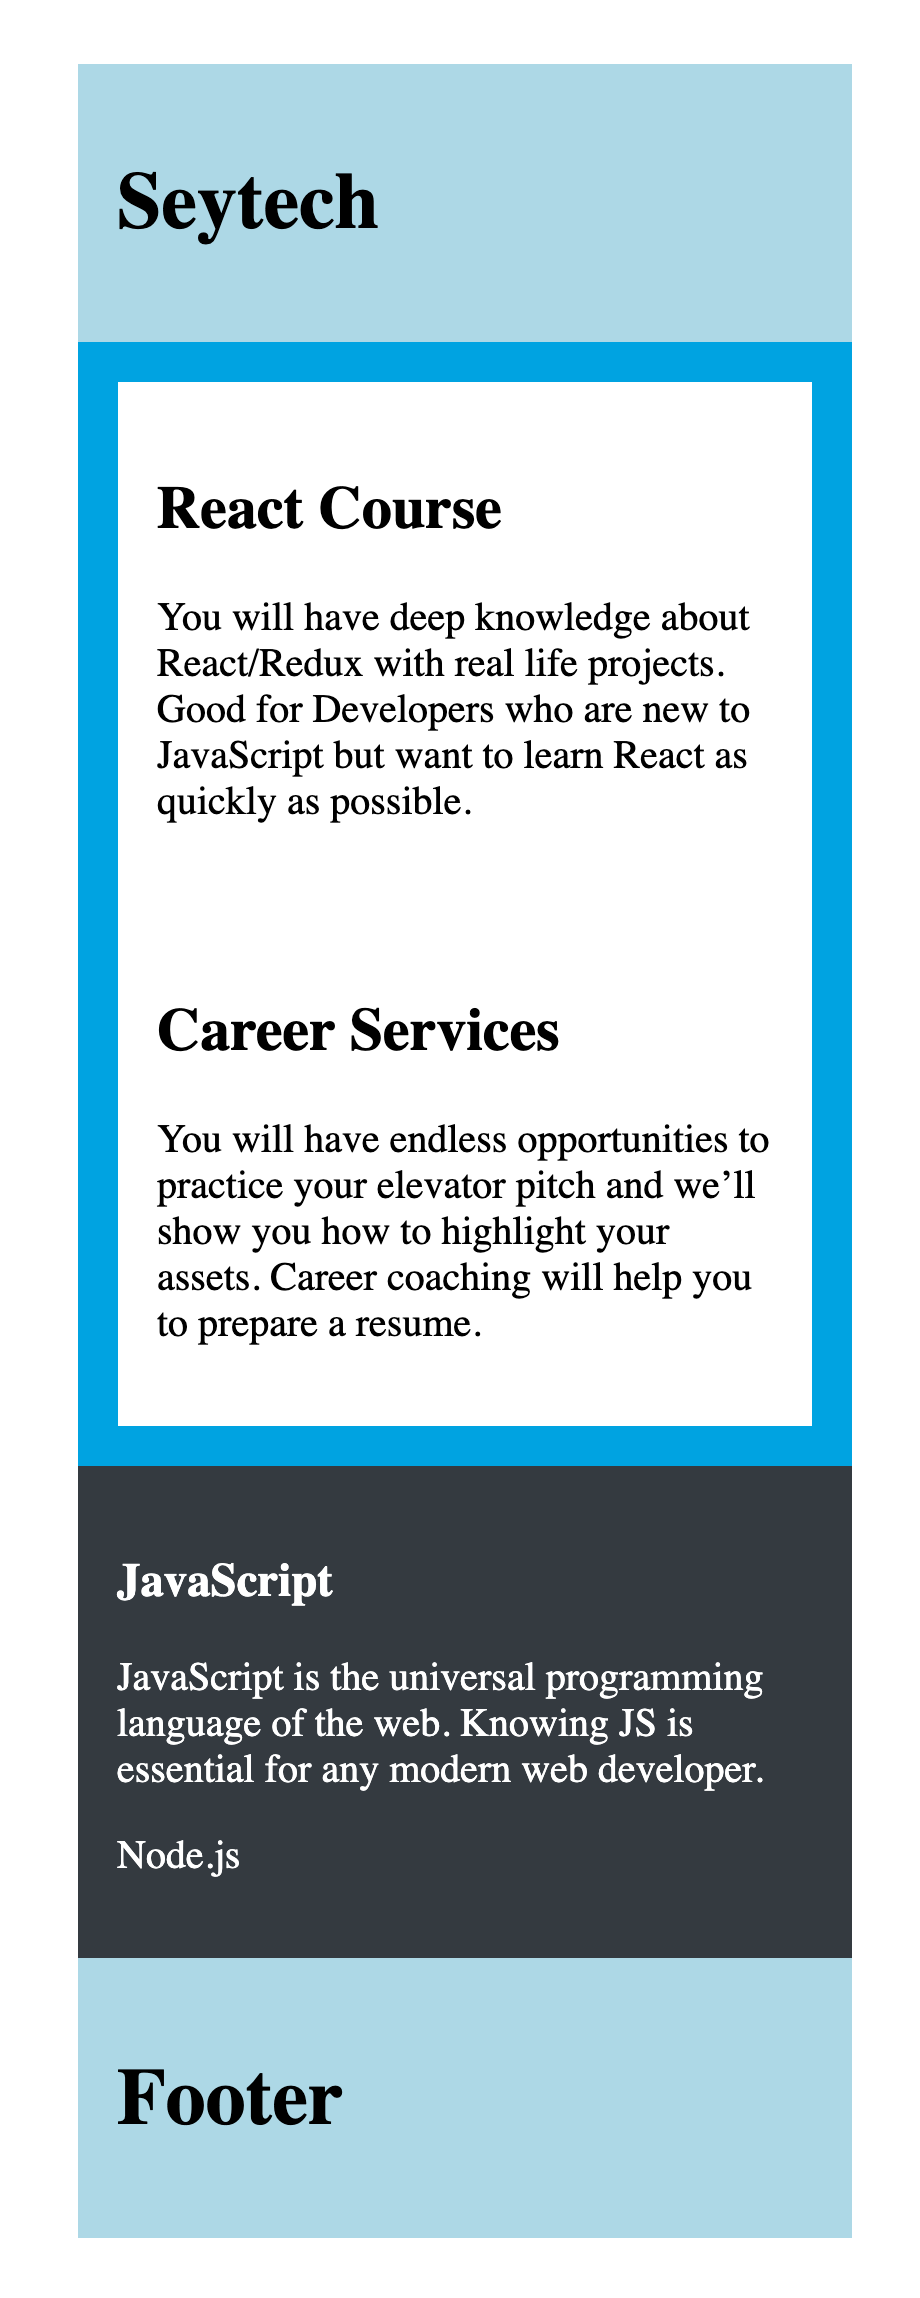 Seytech
React Course
You will have deep knowledge about
React/Redux with real life projects.
Good for Developers who are new to
JavaScript but want to learn React as
quickly as possible.
Career Services
You will have endless opportunities to
practice your elevator pitch and we’ll
show you how to highlight your
assets. Career coaching will help you
to prepare a resume.
JavaScript
JavaScript is the universal programming
language of the web. Knowing JS is
essential for any modern web developer.
Node.js
Footer